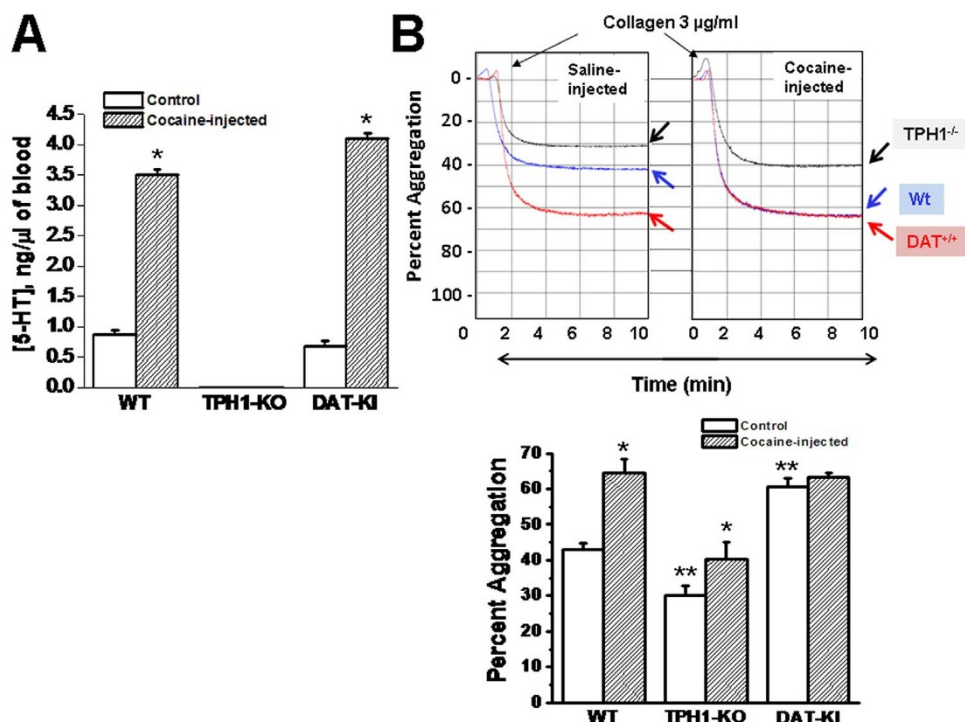 A
[5-HT], ng/µl of blood
4.5
4.0
3.5
3.0
2.5
2.0
1.5
1.0
0.5
0.0
Control
Cocaine-injected
*
*
WT TPH1-KO DAT-KI
B
Collagen 3 µg/ml
Percent Aggregation
0 -
20 -
40 -
60 -
80 -
100 -
Saline-
injected
Cocaine-
injected
TPH1-/-
Wt
DAT+/+
0 2 4 6 8 10 0 2 4 6 8 10
Time (min)
Control
Cocaine-injected
Percent Aggregation
70
60
50
40
30
20
10
0
*
**
*
**
WT TPH1-KO DAT-KI